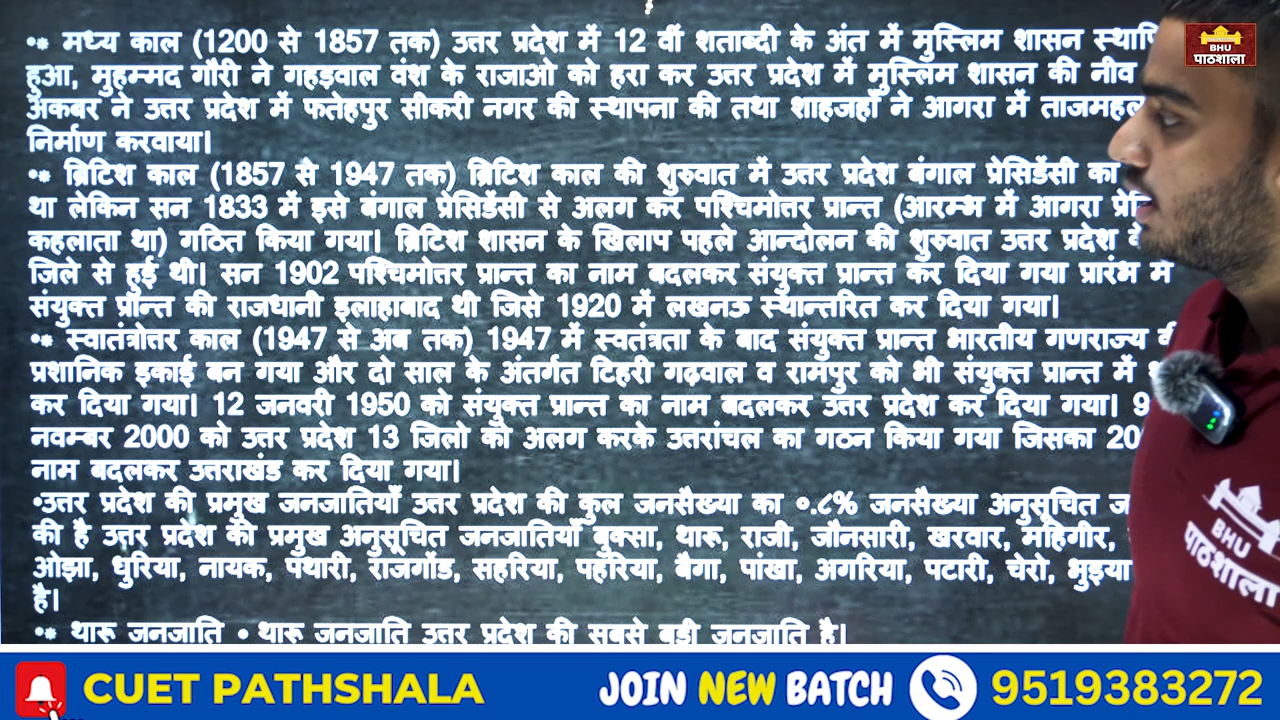 •* मध्य काल (1200 से 1857 तक) उत्तर प्रदेश में 12 वीं शताब्दी के अंत में मुस्लिम शासन
हुआ, मुहम्मद गौरी ने गहड़वाल वंश के राजाओ को हरा कर उत्तर प्रदेश में मुस्लिम शासन की नीव
अकबर ने उत्तर प्रदेश में फतेहपुर सीकरी नगर की स्थापना की तथा शाहजहाँ ने आगरा में ताजमहल
निर्माण करवाया।
•* ब्रिटिश काल (1857 से 1947 तक) ब्रिटिश काल की शुरुवात में उत्तर प्रदेश बंगाल प्रेसिडेंसी का
था लेकिन सन 1833 में इसे बंगाल प्रेसिडेंसी से अलग कर पश्चिमोत्तर प्रान्त (आरम्भ में आगरा
कहलाता था) गठित किया गया। ब्रिटिश शासन के खिलाप पहले आन्दोलन की शुरुवात उत्तर प्रदेश
जिले से हुई थी। सन 1902 पश्चिमोत्तर प्रान्त का नाम बदलकर संयुक्त प्रान्त कर दिया गया प्रारंभ में
संयुक्त प्रान्त की राजधानी इलाहाबाद थी जिसे 1920 में लखनऊ स्थान्तरित कर दिया गया।
•* स्वातंत्रोत्तर काल (1947 से अब तक) 1947 में स्वतंत्रता के बाद संयुक्त प्रान्त भारतीय गणराज्य
प्रशानिक इकाई बन गया और दो साल के अंतर्गत टिहरी गढ़वाल व रामपुर को भी संयुक्त प्रान्त में
कर दिया गया। 12 जनवरी 1950 को संयुक्त प्रान्त का नाम बदलकर उत्तर प्रदेश कर दिया गया। 9
नवम्बर 2000 को उत्तर प्रदेश 13 जिलो को अलग करके उत्तरांचल का गठन किया गया जिसका
नाम बदलकर उत्तराखंड कर दिया गया।
•उत्तर प्रदेश की प्रमुख जनजातियाँ उत्तर प्रदेश की कुल जनसँख्या का ०.८% जनसँख्या अनुसूचित
की है उत्तर प्रदेश की प्रमुख अनुसूचित जनजातियाँ बुक्सा, थारू, राजी, जौनसारी, खरवार, माहिगीर,
ओझा, धुरिया, नायक, पथारी, राजगोंड, सहरिया, पहरिया, बैगा, पांखा, अगरिया, पटारी, चेरो, भुइया
है।
•* थारू जनजाति • थारू जनजाति उत्तर प्रदेश की सबसे बड़ी जनजाति है।
BHU
पाठशाला
BHU
पाठशाला
CUET PATHSHALA JOIN NEW BATCH 9519383272